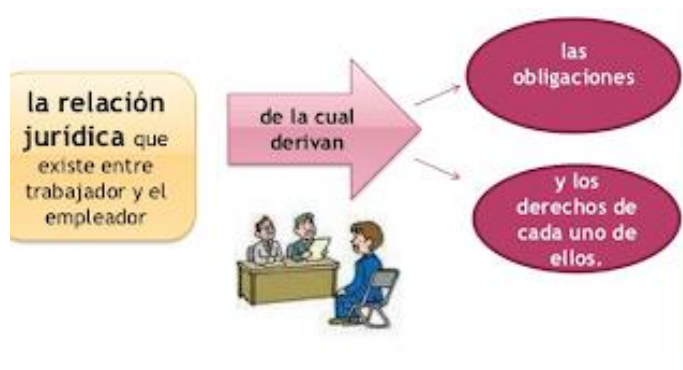 la relación
jurídica que
existe entre
trabajador y el
empleador
de la cual
derivan
las
obligaciones
y los
derechos de
cada uno de
ellos.